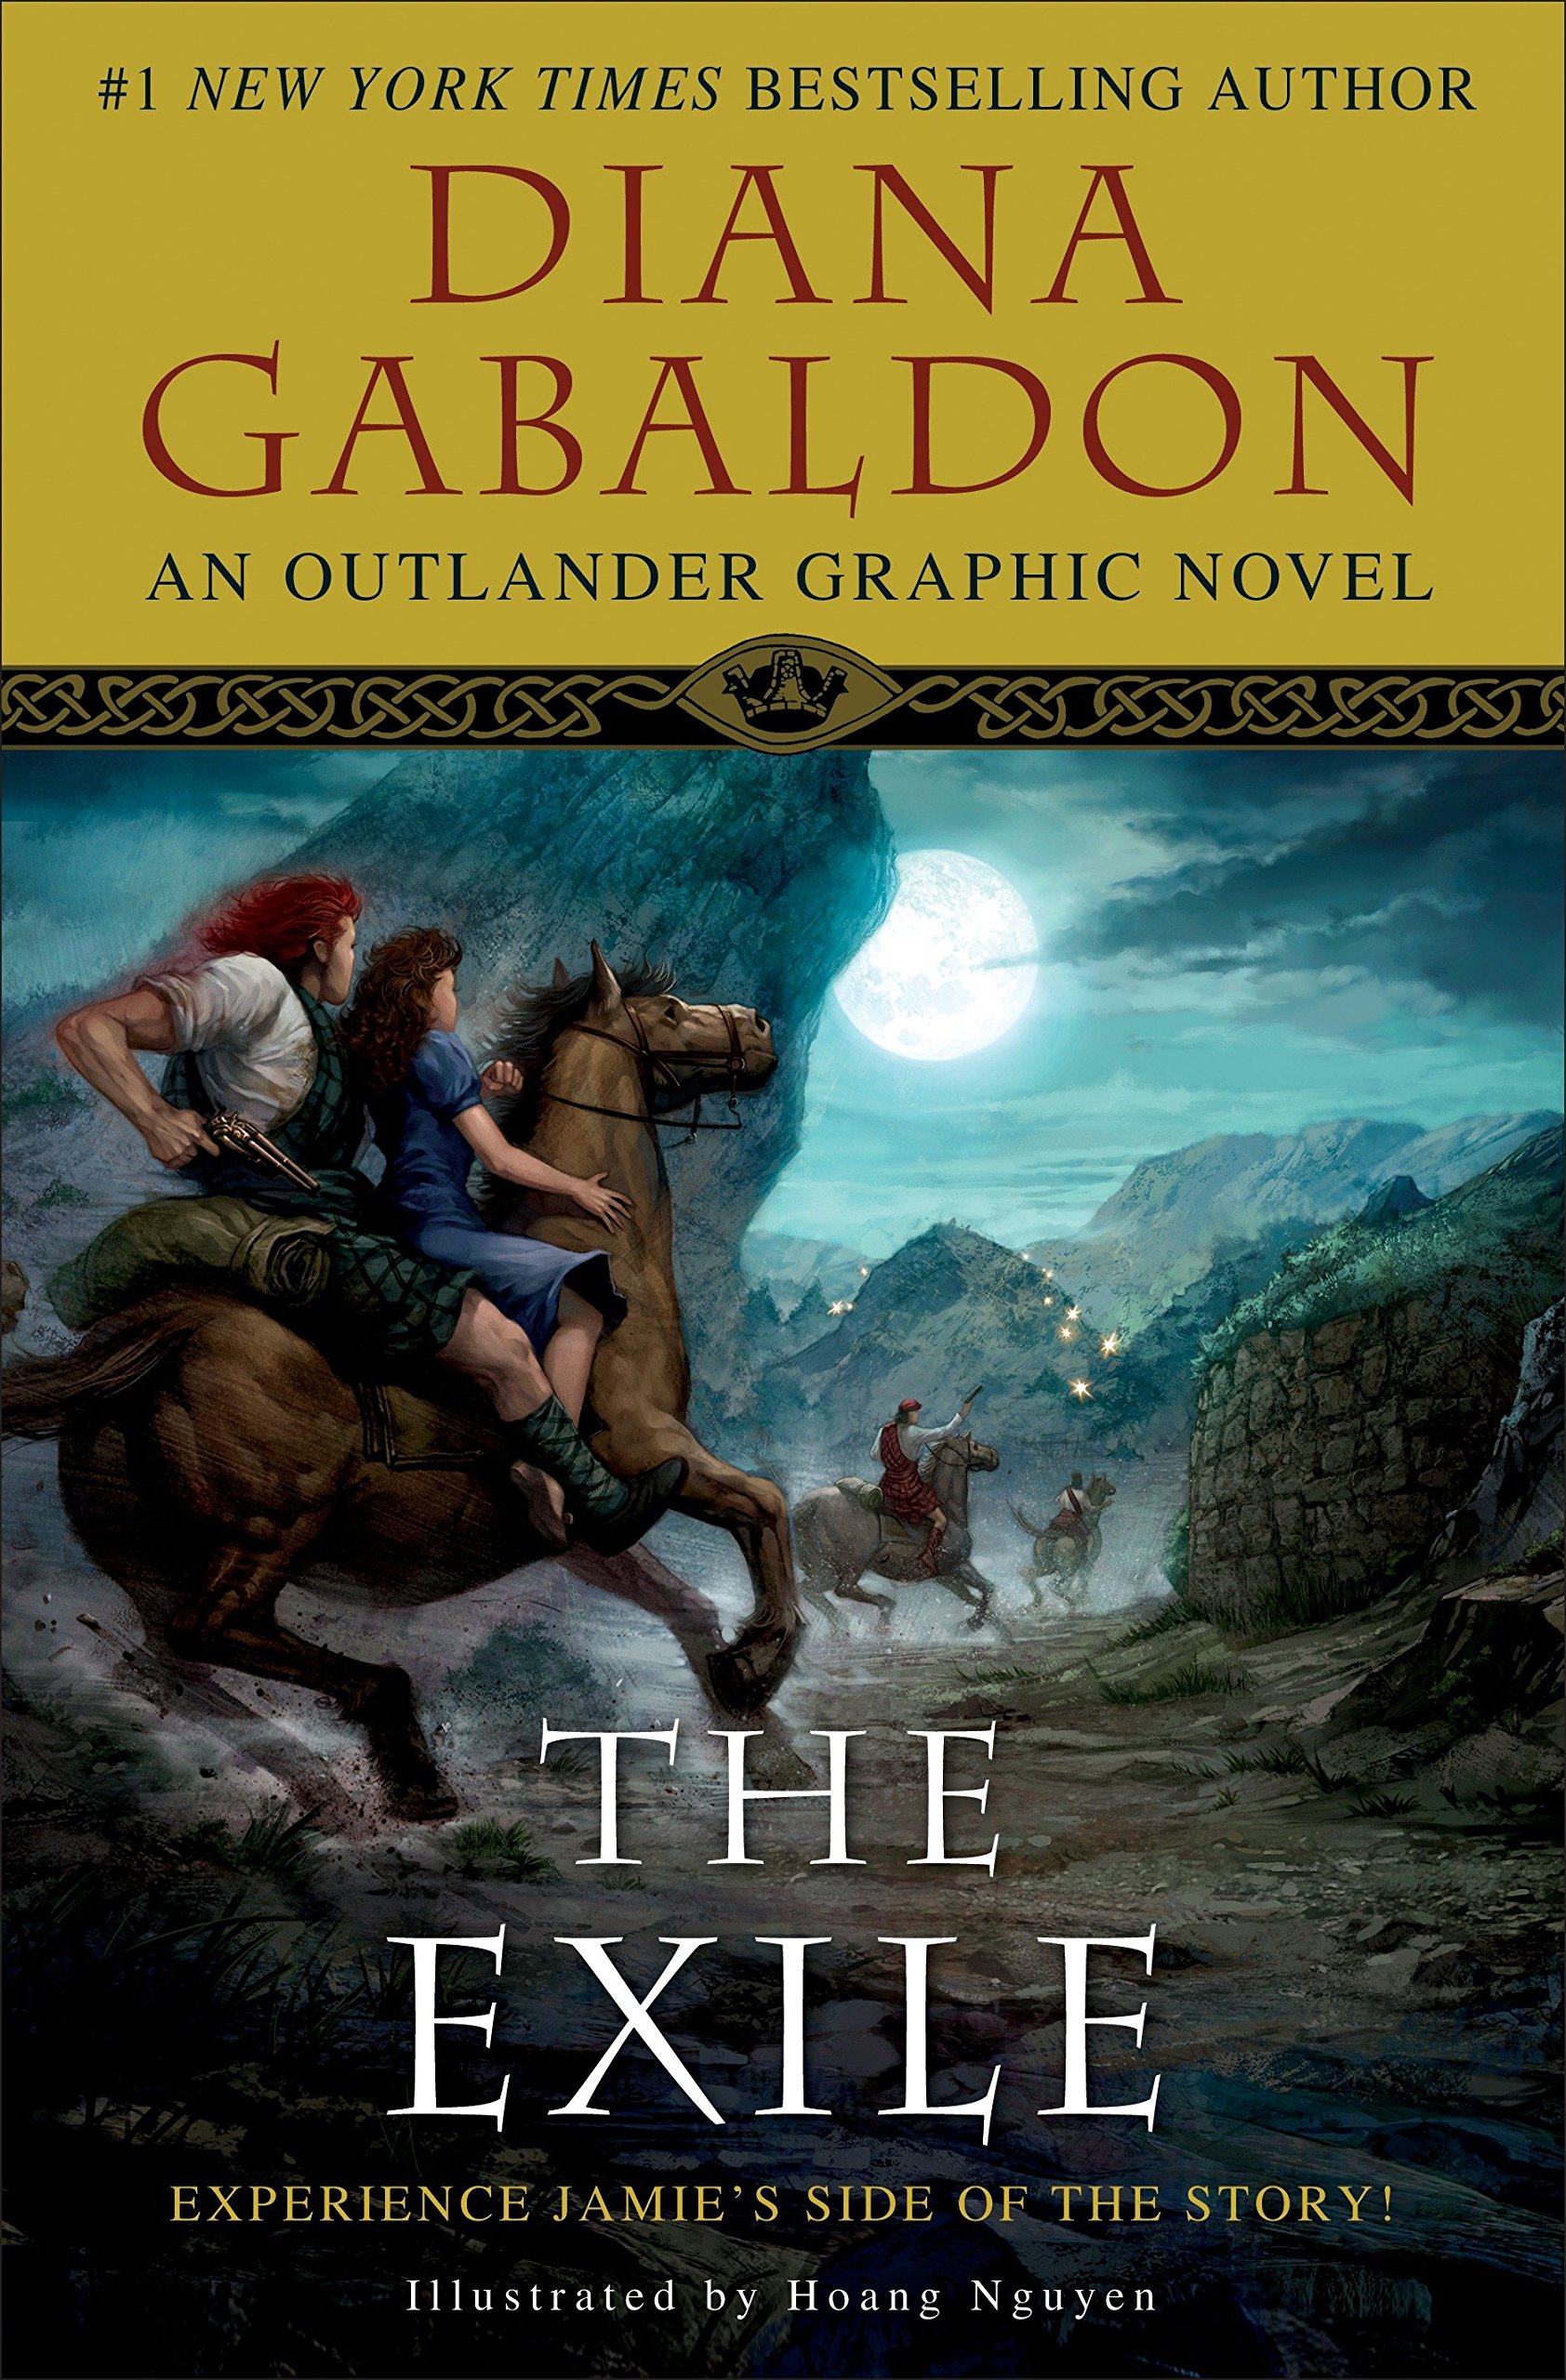 #1 NEW YORK TIMES BESTSELLING AUTHOR
DIANA
GABALDON
AN OUTLANDER GRAPHIC NOVEL
THE
EXILE
EXPERIENCE JAMIE'S SIDE OF THE STORY!
Illustrated by Hoang Nguyen